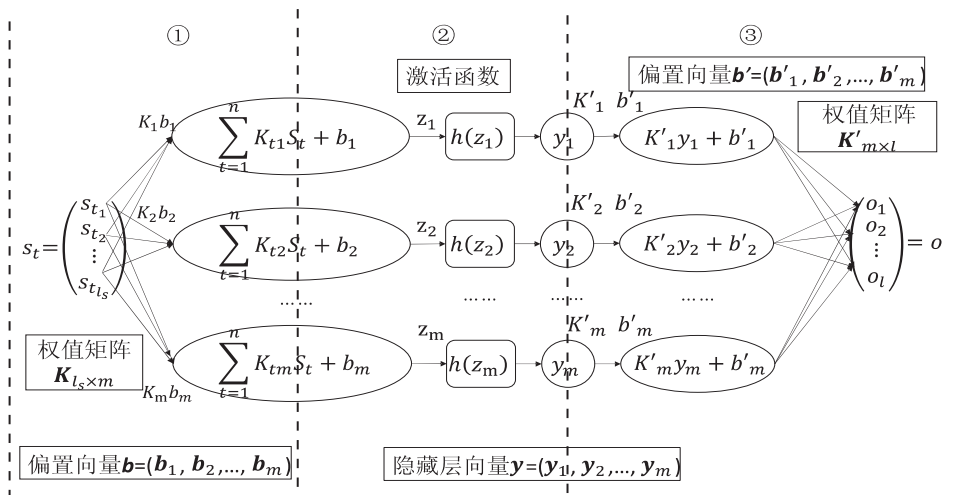 ① ② ③
激活函数
偏置向量b′=(b′₁, b′₂,..., b′ₘ)
权值矩阵
K′ₘ×ₗ
K₁b₁
n
∑ Kₜ₁Sₜ + b₁
t=1
z₁
h(z₁)
K′₁ b′₁
y₁
K′₁y₁ + b′₁
sₜ = (sₜ₁ sₜ₂ ⋮ sₜₗₛ)
K₂b₂
n
∑ Kₜ₂Sₜ + b₂
t=1
z₂
h(z₂)
K′₂ b′₂
y₂
K′₂y₂ + b′₂
(o₁ o₂ ⋮ oₗ) = o
…… …… …… ……
权值矩阵
Kₗₛ×ₘ
Kₘbₘ
n
∑ KₜₘSₜ + bₘ
t=1
zₘ
h(zₘ)
K′ₘ b′ₘ
yₘ
K′ₘyₘ + b′ₘ
偏置向量b=(b₁, b₂,..., bₘ)
隐藏层向量y=(y₁, y₂,..., yₘ)